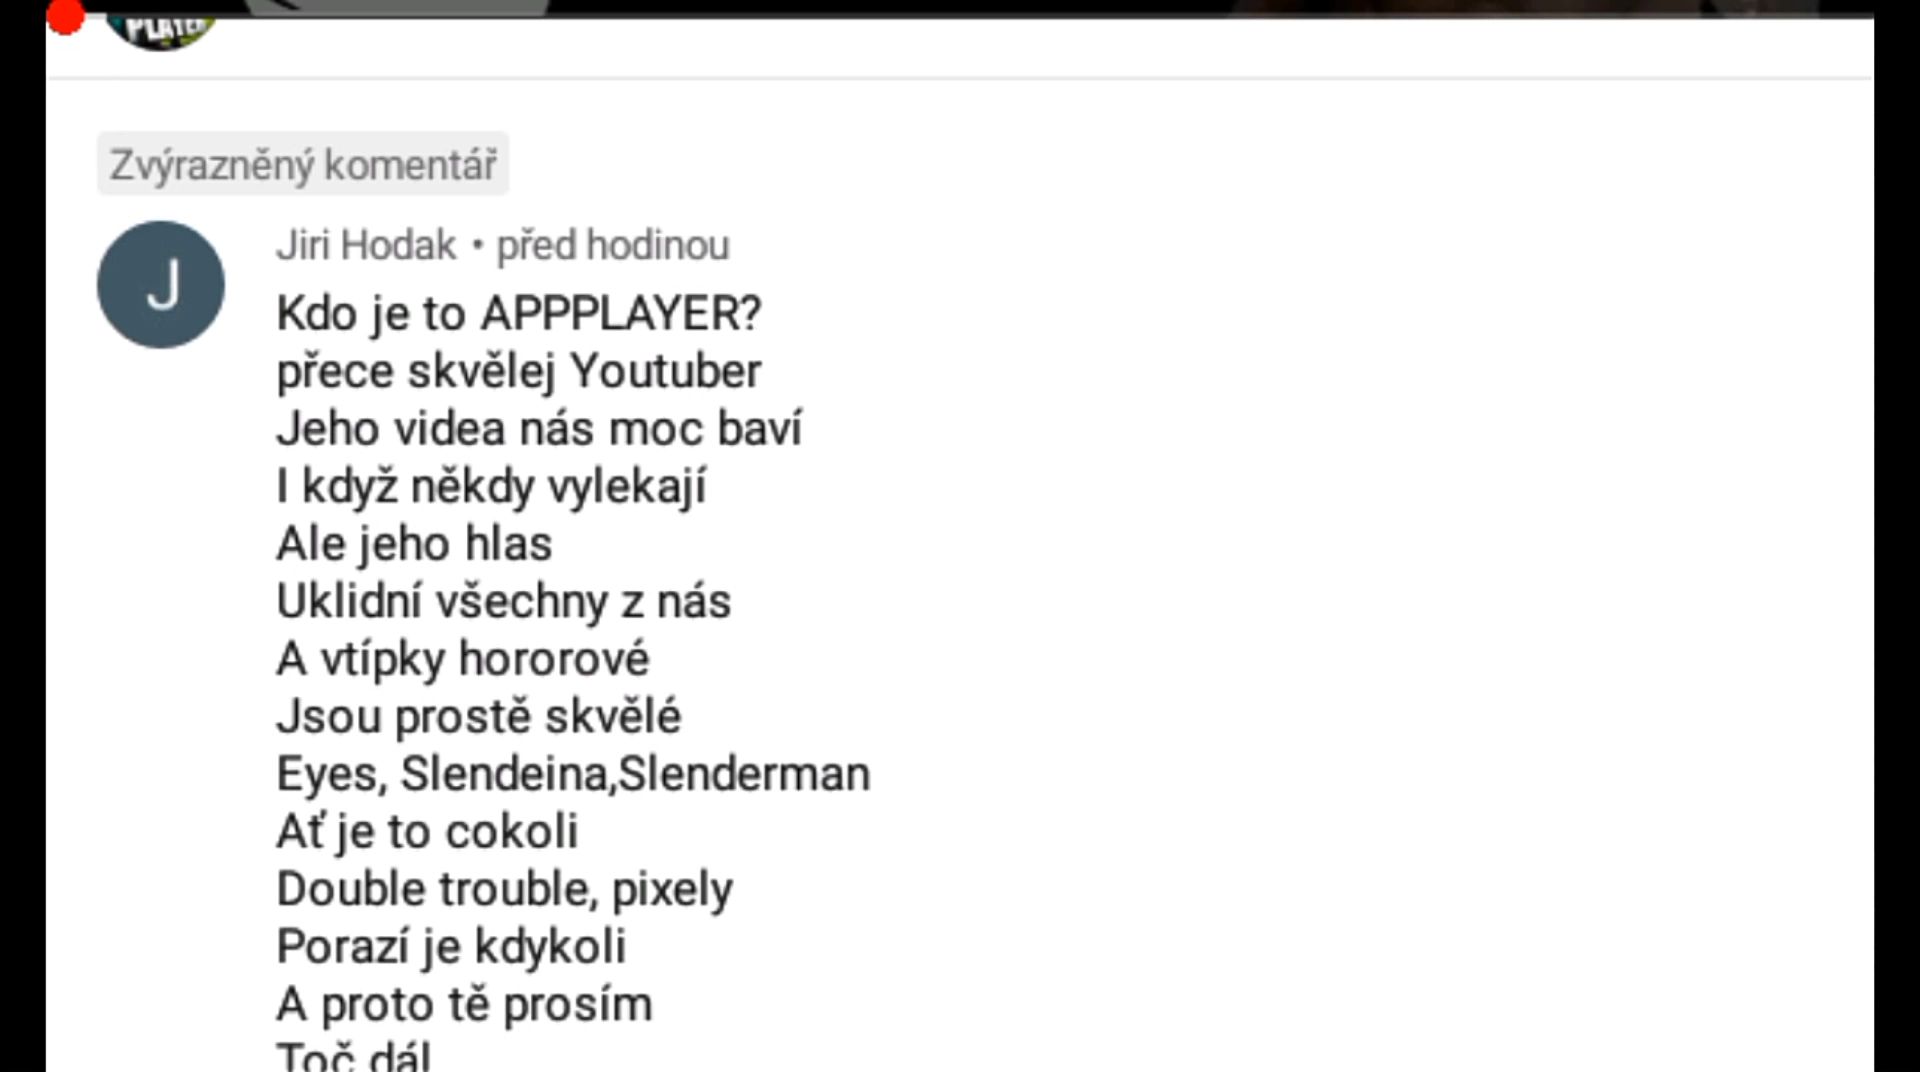 PLAYER
Zvýrazněný komentář
J
Jiri Hodak • před hodinou
Kdo je to APPPLAYER?
přece skvělej Youtuber
Jeho videa nás moc baví
I když někdy vylekají
Ale jeho hlas
Uklidní všechny z nás
A vtípky hororové
Jsou prostě skvělé
Eyes, Slendeina,Slenderman
Ať je to cokoli
Double trouble, pixely
Porazí je kdykoli
A proto tě prosím
Toč dál